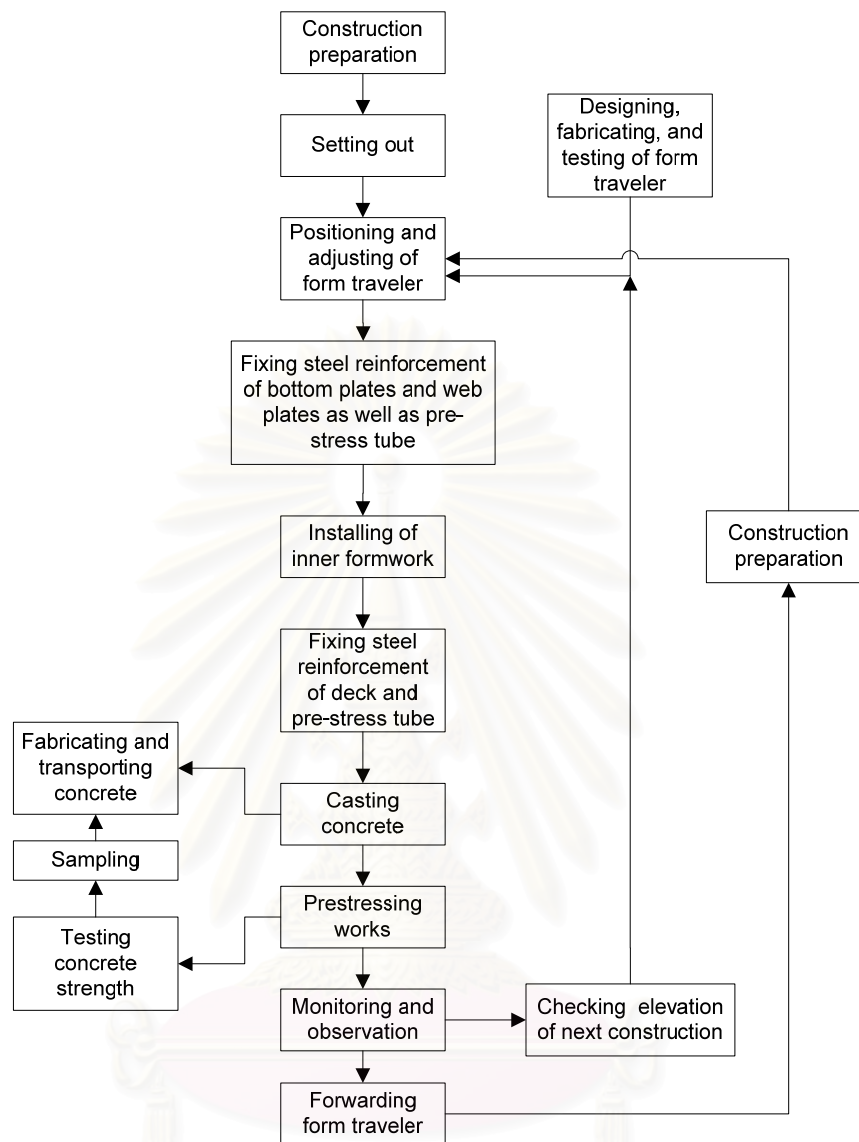 Construction
preparation
Setting out
Designing,
fabricating, and
testing of form
traveler
Positioning and
adjusting of
form traveler
Fixing steel reinforcement
of bottom plates and web
plates as well as pre-
stress tube
Installing of
inner formwork
Construction
preparation
Fixing steel
reinforcement
of deck and
pre-stress tube
Fabricating and
transporting
concrete
Casting
concrete
Sampling
Prestressing
works
Testing
concrete
strength
Monitoring and
observation
Checking elevation
of next construction
Forwarding
form traveler